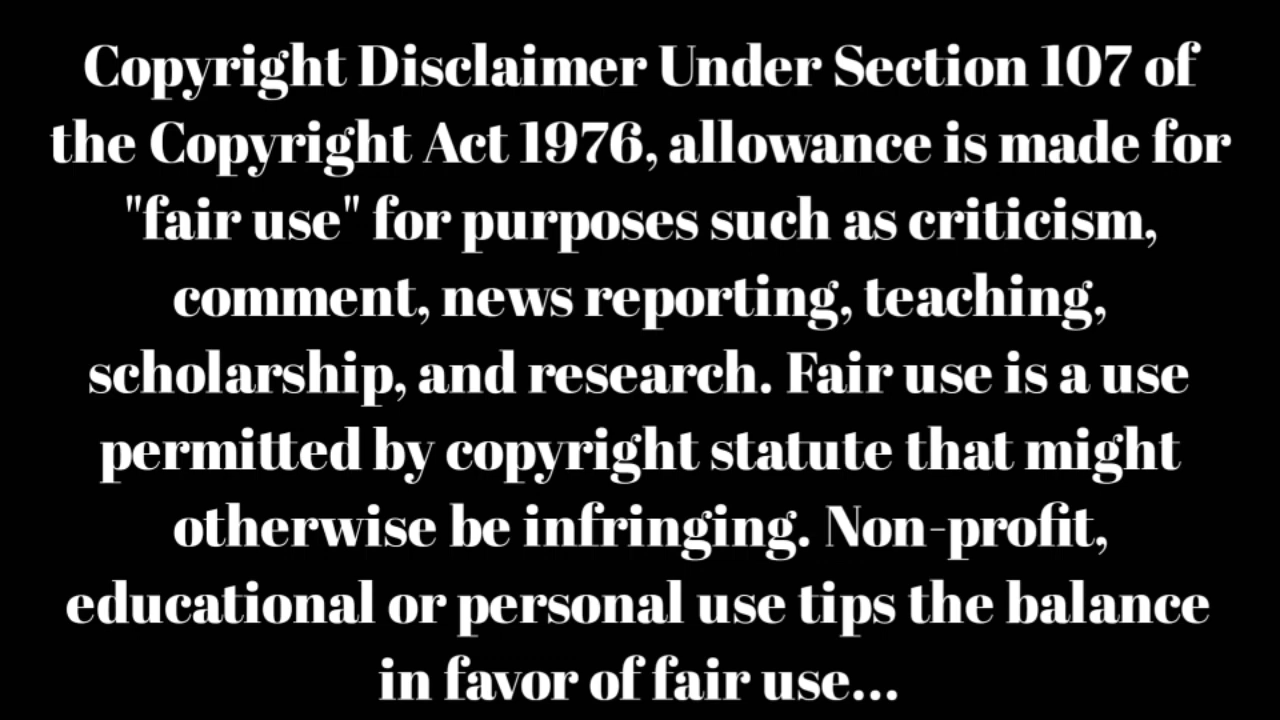 Copyright Disclaimer Under Section 107 of
the Copyright Act 1976, allowance is made for
"fair use" for purposes such as criticism,
comment, news reporting, teaching,
scholarship, and research. Fair use is a use
permitted by copyright statute that might
otherwise be infringing. Non-profit,
educational or personal use tips the balance
in favor of fair use...